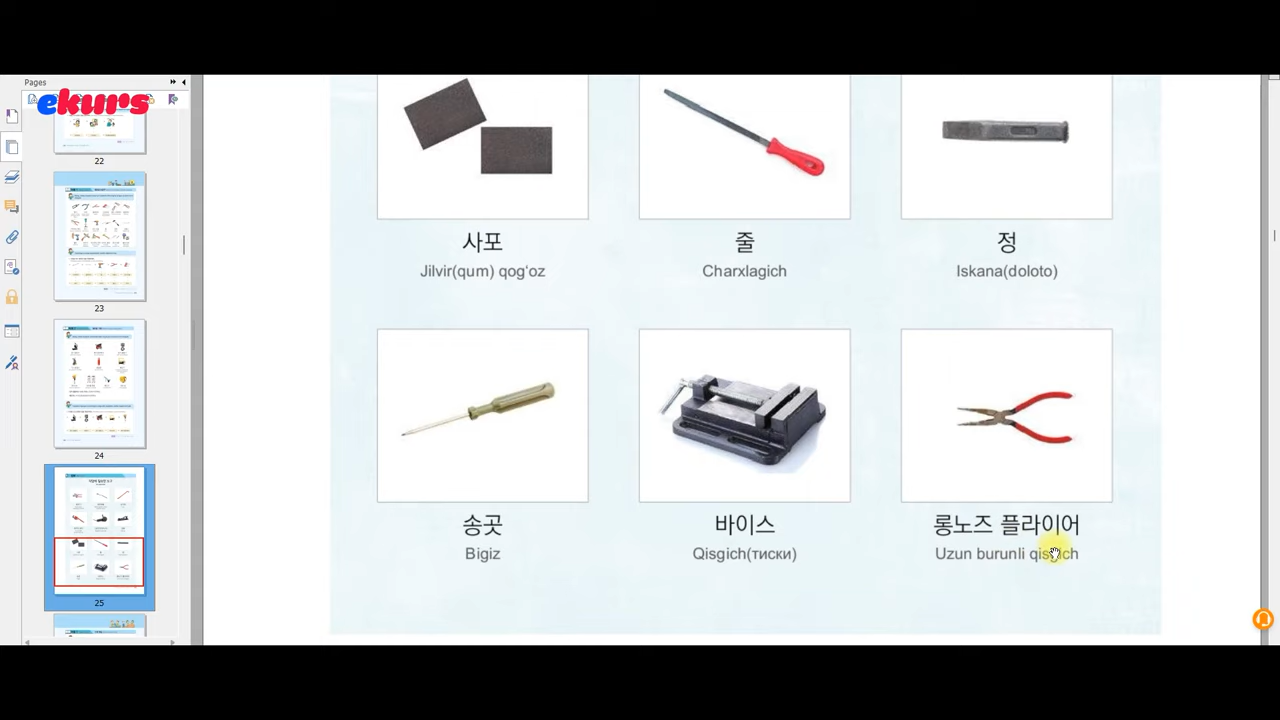 Pages
ekurs
22
23
24
25
사포
Jilvir(qum) qog'oz
줄
Charxlagich
정
Iskana(doloto)
송곳
Bigiz
바이스
Qisgich(тиски)
롱노즈 플라이어
Uzun burunli qisgich